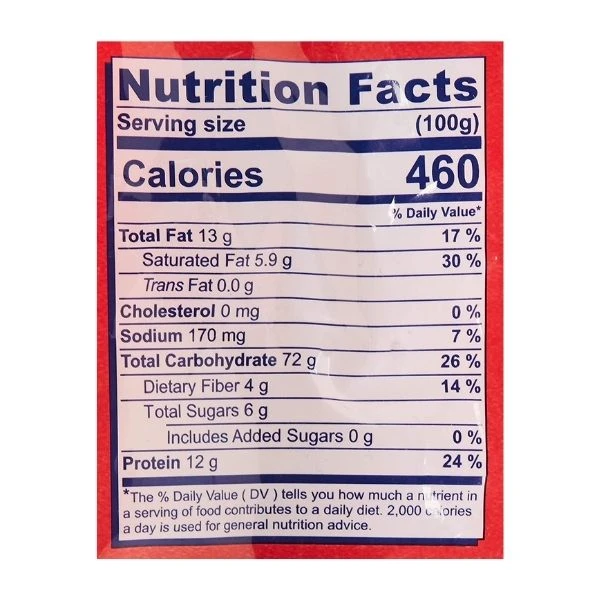 Nutrition Facts
Serving size (100g)
Calories 460
% Daily Value*
Total Fat 13 g 17 %
Saturated Fat 5.9 g 30 %
Trans Fat 0.0 g
Cholesterol 0 mg 0 %
Sodium 170 mg 7 %
Total Carbohydrate 72 g 26 %
Dietary Fiber 4 g 14 %
Total Sugars 6 g
Includes Added Sugars 0 g 0 %
Protein 12 g 24 %
*The % Daily Value ( DV ) tells you how much a nutrient in
a serving of food contributes to a daily diet. 2,000 calories
a day is used for general nutrition advice.